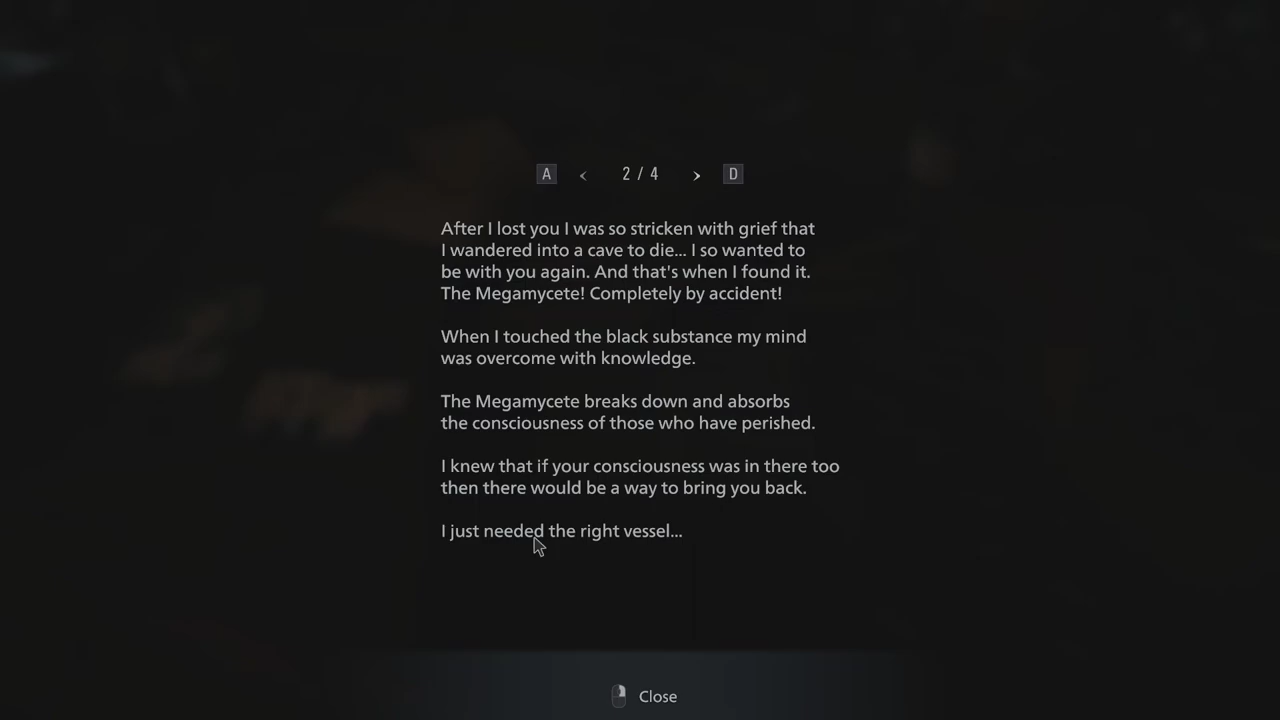 A < 2 / 4 > D
After I lost you I was so stricken with grief that
I wandered into a cave to die... I so wanted to
be with you again. And that's when I found it.
The Megamycete! Completely by accident!
When I touched the black substance my mind
was overcome with knowledge.
The Megamycete breaks down and absorbs
the consciousness of those who have perished.
I knew that if your consciousness was in there too
then there would be a way to bring you back.
I just needed the right vessel...
Close